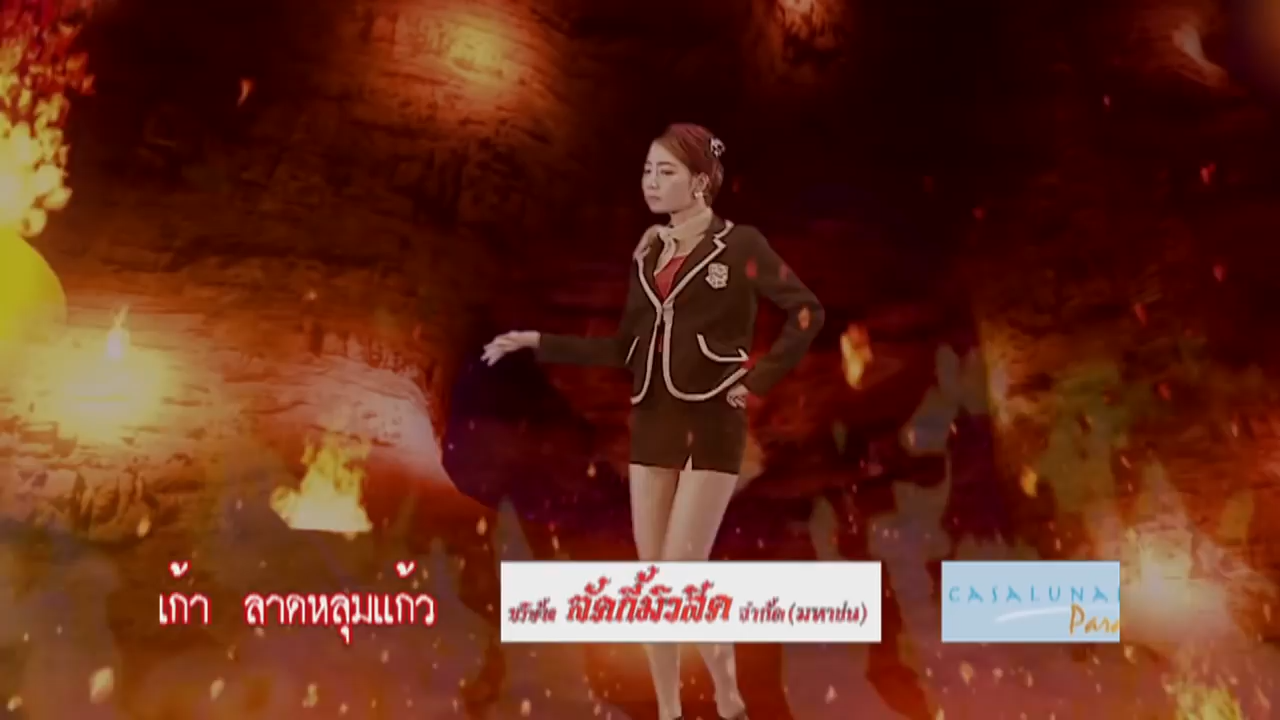 เก้า ลาดหลุมแก้ว
บริษัท ลัคกี้มิวสิค จำกัด (มหาชน)
CASALUNA
Para